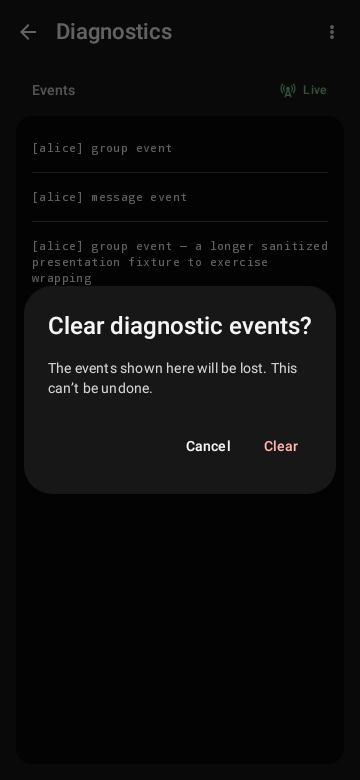 Diagnostics
Events
Live
[alice] group event
[alice] message event
[alice] group event — a longer sanitized
presentation fixture to exercise
wrapping
Clear diagnostic events?
The events shown here will be lost. This
can’t be undone.
Cancel
Clear